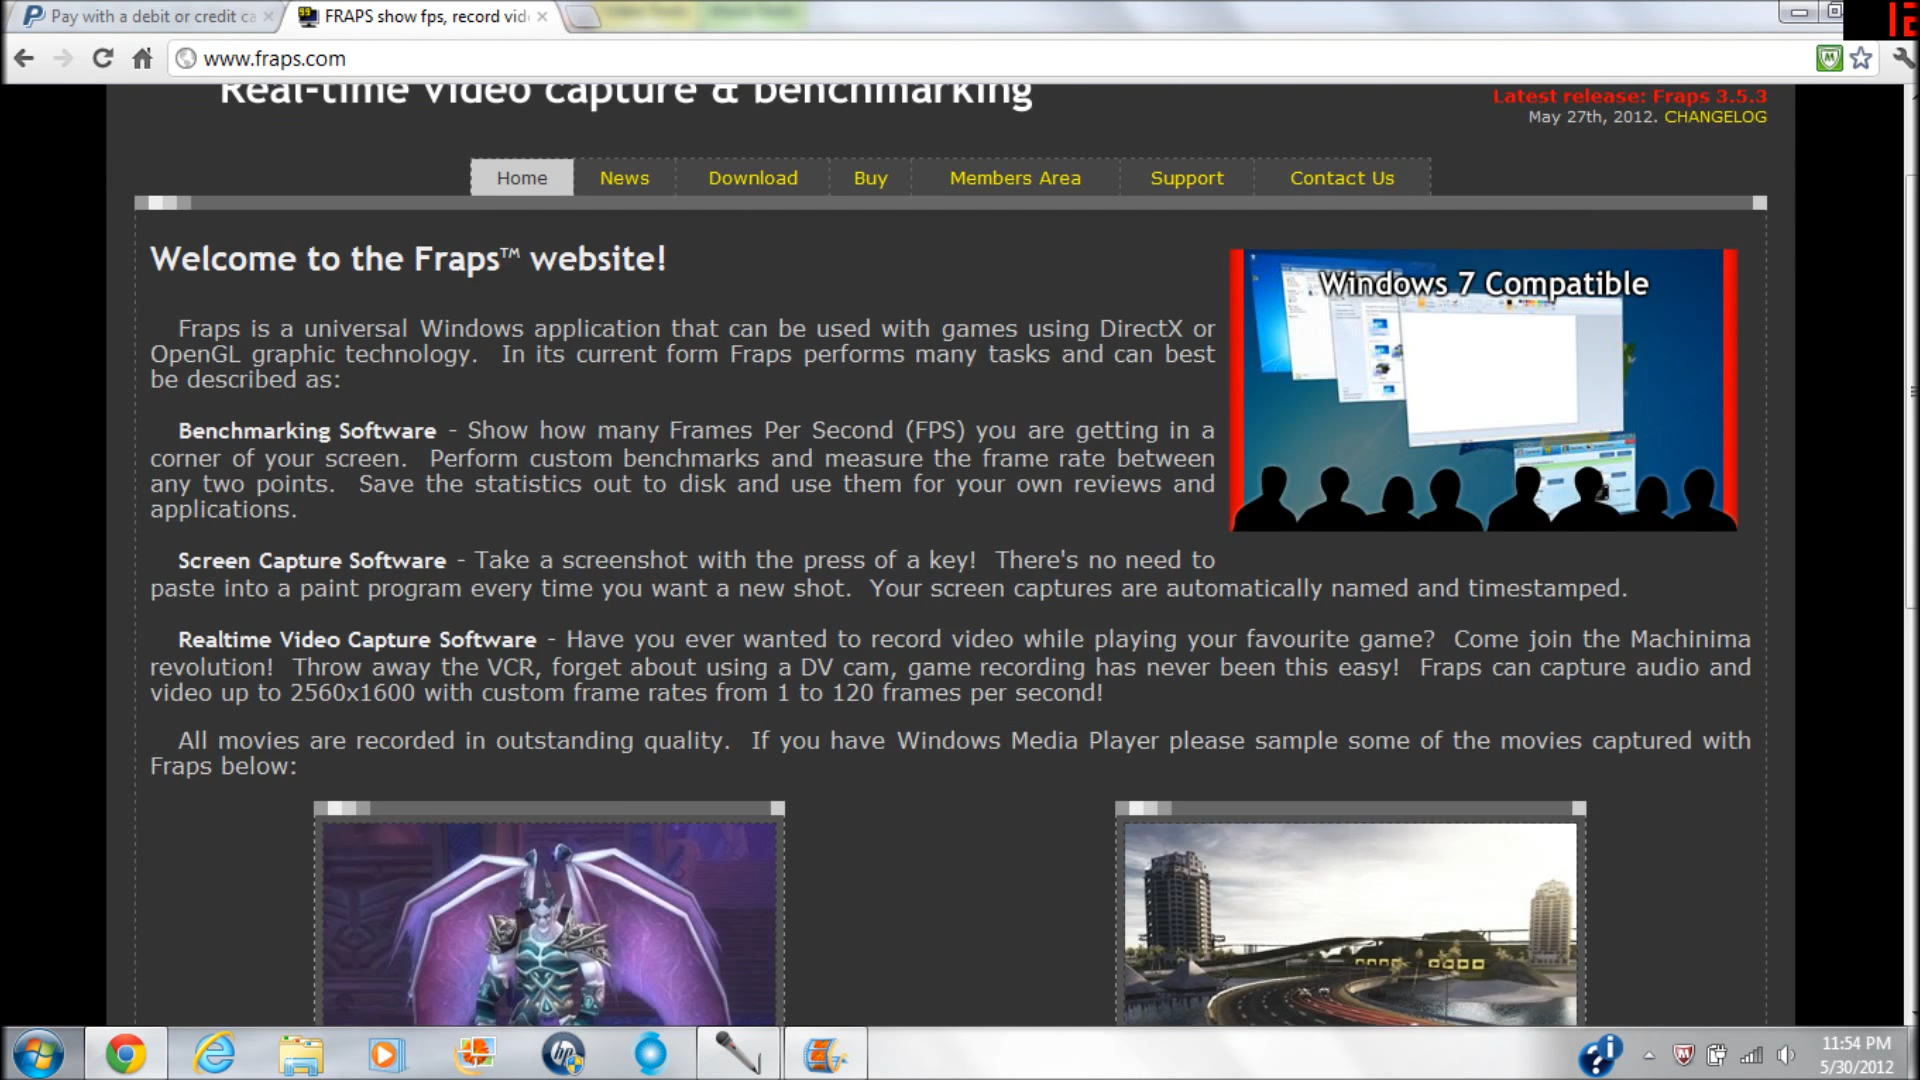 Pay with a debit or credit ca
FRAPS show fps, record vid
www.fraps.com
Real-time video capture & benchmarking
Latest release: Fraps 3.5.3
May 27th, 2012. CHANGELOG
Home News Download Buy Members Area Support Contact Us
Welcome to the Fraps™ website!
Windows 7 Compatible
Fraps is a universal Windows application that can be used with games using DirectX or
OpenGL graphic technology. In its current form Fraps performs many tasks and can best
be described as:
Benchmarking Software - Show how many Frames Per Second (FPS) you are getting in a
corner of your screen. Perform custom benchmarks and measure the frame rate between
any two points. Save the statistics out to disk and use them for your own reviews and
applications.
Screen Capture Software - Take a screenshot with the press of a key! There's no need to
paste into a paint program every time you want a new shot. Your screen captures are automatically named and timestamped.
Realtime Video Capture Software - Have you ever wanted to record video while playing your favourite game? Come join the Machinima
revolution! Throw away the VCR, forget about using a DV cam, game recording has never been this easy! Fraps can capture audio and
video up to 2560x1600 with custom frame rates from 1 to 120 frames per second!
All movies are recorded in outstanding quality. If you have Windows Media Player please sample some of the movies captured with
Fraps below:
11:54 PM
5/30/2012